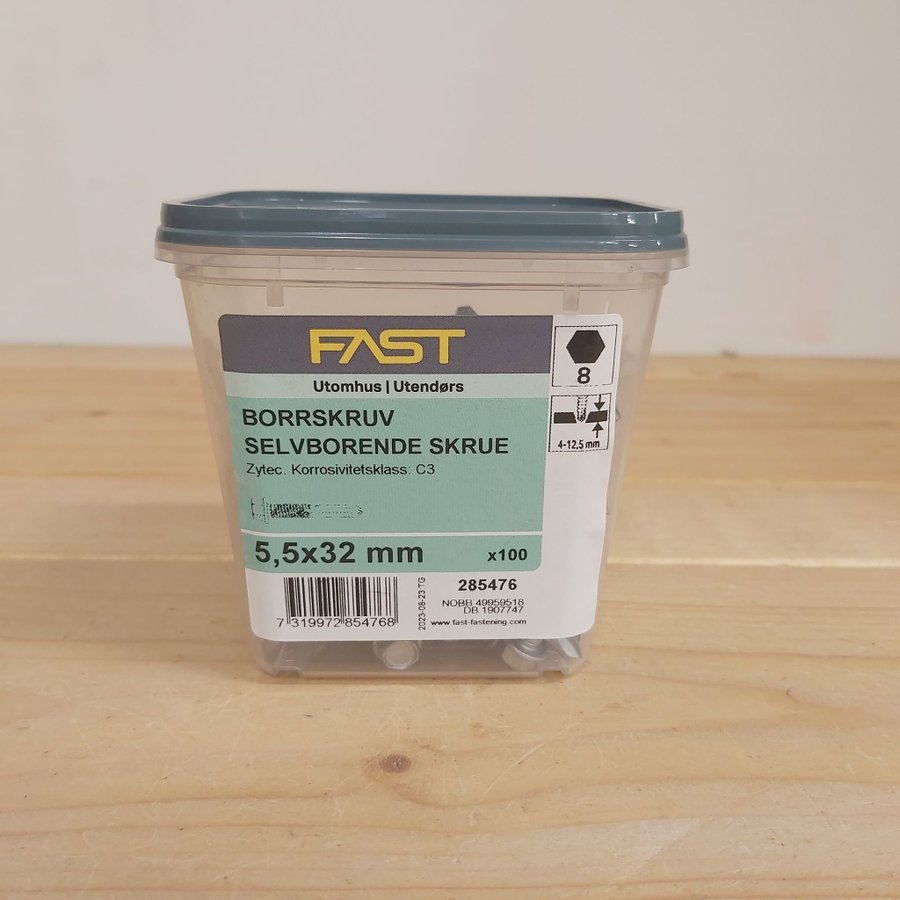 FAST
Utomhus | Utendørs
BORRSKRUV
SELVBORENDE SKRUE
Zytec. Korrosivitetsklass: C3
8
4-12,5 mm
5,5x32 mm
x100
285476
NOBB 49959518
DB 1907747
www.fast-fastening.com
2023-08-23 TG
7 319972 854768